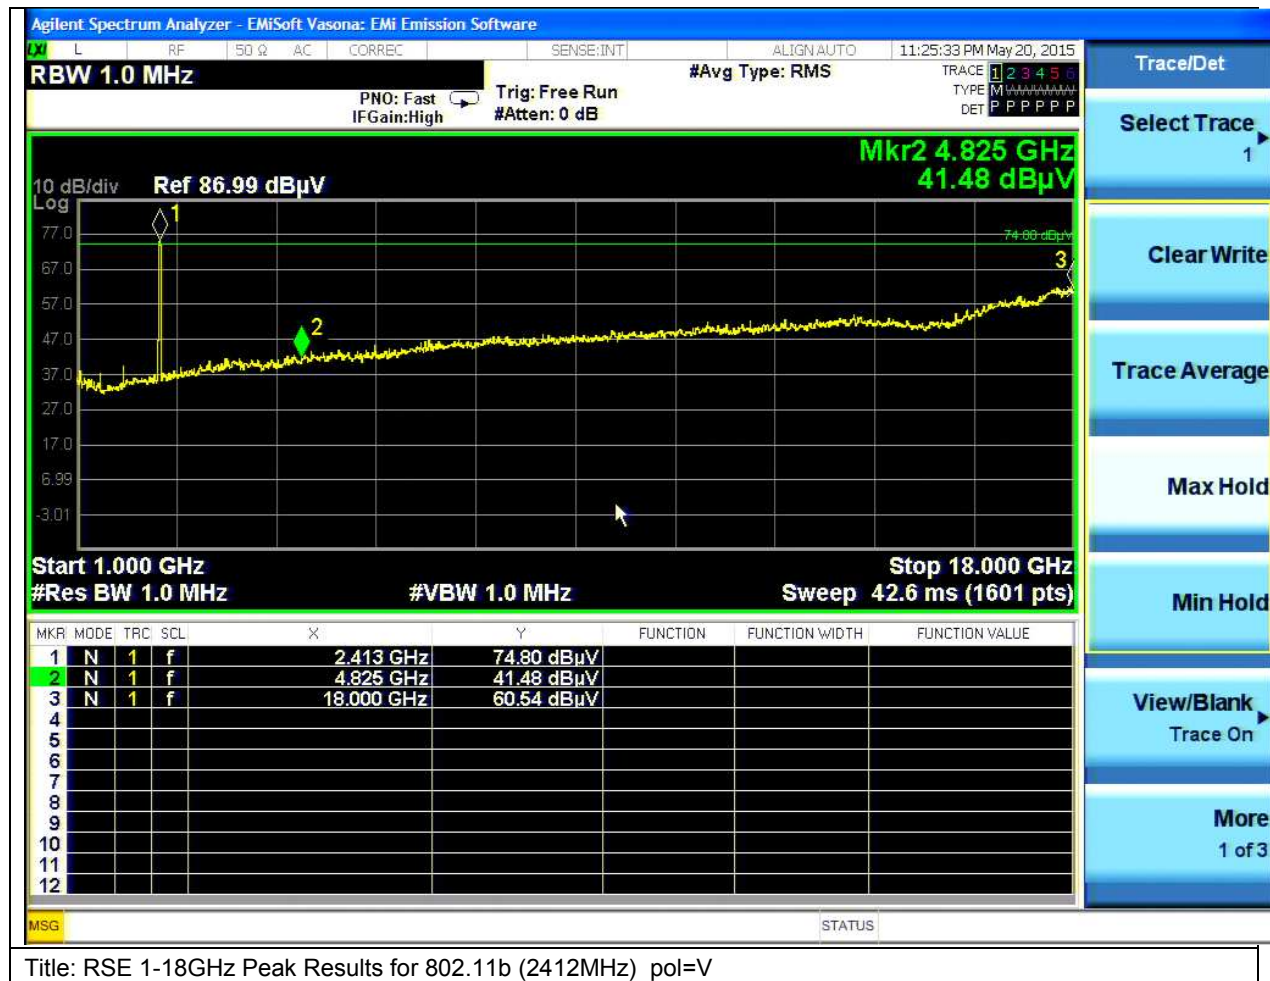 Agilent Spectrum Analyzer - EMiSoft Vasona: EMi Emission Software
LXI L RF 50 Ω AC CORREC SENSE:INT ALIGN AUTO 11:25:33 PM May 20, 2015
RBW 1.0 MHz
PNO: Fast
IFGain:High
Trig: Free Run
#Atten: 0 dB
#Avg Type: RMS
TRACE 1 2 3 4 5 6
TYPE M
DET P P P P P P
Mkr2 4.825 GHz
41.48 dBµV
10 dB/div Ref 86.99 dBµV
Log
77.0
67.0
57.0
47.0
37.0
27.0
17.0
6.99
-3.01
1
2
3
74.00 dBµV
Start 1.000 GHz Stop 18.000 GHz
#Res BW 1.0 MHz #VBW 1.0 MHz Sweep 42.6 ms (1601 pts)
MKR MODE TRC SCL X Y FUNCTION FUNCTION WIDTH FUNCTION VALUE
1 N 1 f 2.413 GHz 74.80 dBµV
2 N 1 f 4.825 GHz 41.48 dBµV
3 N 1 f 18.000 GHz 60.54 dBµV
4
5
6
7
8
9
10
11
12
MSG STATUS
Trace/Det
Select Trace
1
Clear Write
Trace Average
Max Hold
Min Hold
View/Blank
Trace On
More
1 of 3
Title: RSE 1-18GHz Peak Results for 802.11b (2412MHz) pol=V